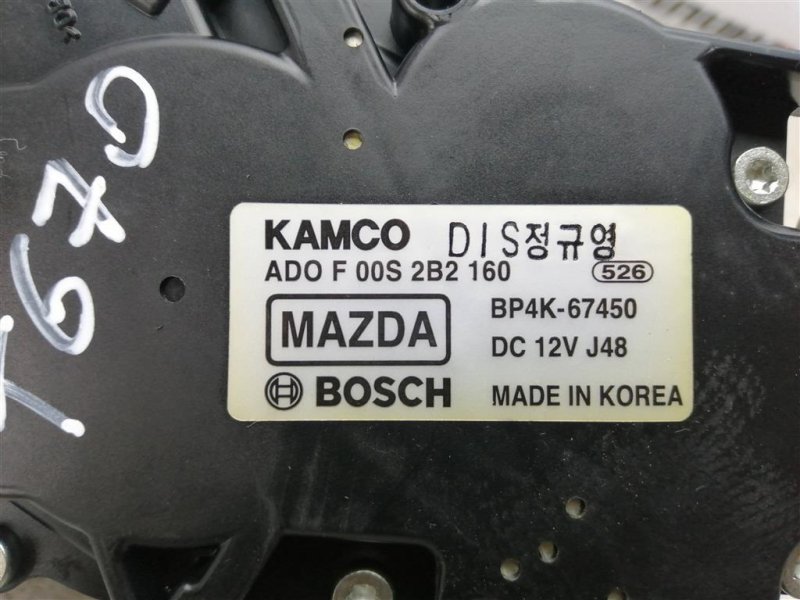 KAMCO DIS정규영
ADO F 00S 2B2 160 526
MAZDA BP4K-67450
DC 12V J48
BOSCH MADE IN KOREA
T670